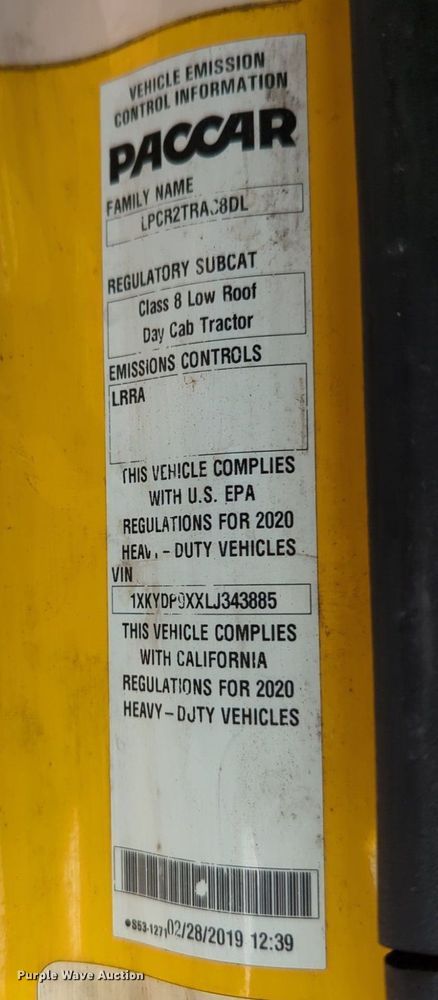 VEHICLE EMISSION
CONTROL INFORMATION
PACCAR
FAMILY NAME
REGULATORY SUBCAT
Class 8 Low Roof
Day Cab Tractor
EMISSIONS CONTROLS
LRRA
THIS VEHICLE COMPLIES
WITH U.S. EPA
REGULATIONS FOR 2020
HEAVY-DUTY VEHICLES
VIN
1XKYDP9XXLJ343885
THIS VEHICLE COMPLIES
WITH CALIFORNIA
REGULATIONS FOR 2020
HEAVY-DUTY VEHICLES
S53-1271 02/28/2019 12:39
Purple Wave Auction